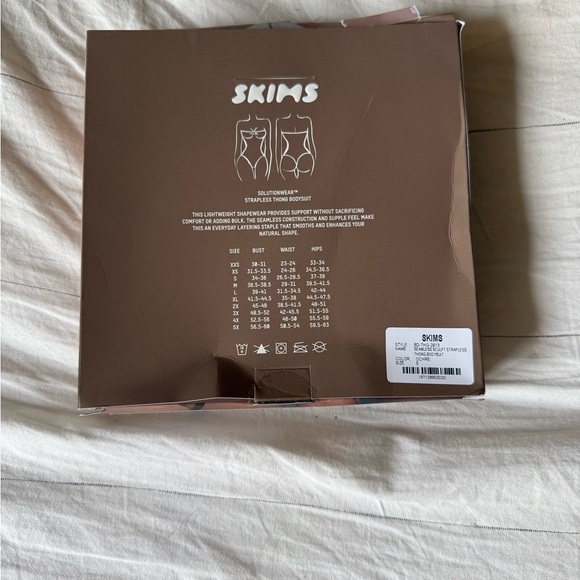 SKIMS
SOLUTIONWEAR™
STRAPLESS THONG BODYSUIT
THIS LIGHTWEIGHT SHAPEWEAR PROVIDES SUPPORT WITHOUT SACRIFICING
COMFORT OR ADDING BULK. THE SEAMLESS CONSTRUCTION AND SUPPLE FEEL MAKE
THIS AN EVERYDAY LAYERING STAPLE THAT SMOOTHS AND ENHANCES YOUR
NATURAL SHAPE.
SIZE BUST WAIST HIPS
XXS 30-31 23-24 33-34
XS 31.5-33.5 24-26 34.5-36.5
S 34-36 26.5-28.5 37-39
M 36.5-38.5 29-31 39.5-41.5
L 39-41 31.5-34.5 42-44
XL 41.5-44.5 35-38 44.5-47.5
2X 45-48 38.5-41.5 48-51
3X 48.5-52 42-45.5 51.5-55
4X 52.5-56 46-50 55.5-59
5X 56.5-60 50.5-54 59.5-63
SKIMS
STYLE BD-THG-2813
NAME SEAMLESS SCULPT STRAPLESS
THONG BODYSUIT
COLOR OCHRE
SIZE S